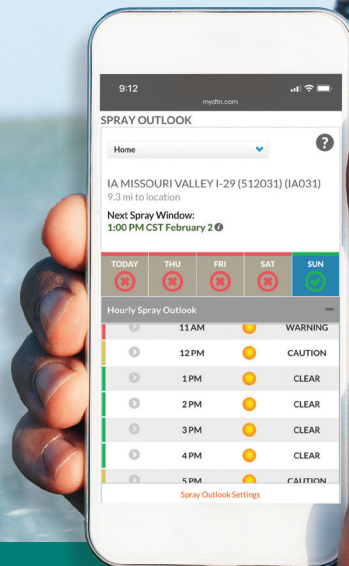 9:12
mydtn.com
SPRAY OUTLOOK
Home
?
IA MISSOURI VALLEY I-29 (512031) (IA031)
9.3 mi to location
Next Spray Window:
1:00 PM CST February 2 i
TODAY THU FRI SAT SUN
Hourly Spray Outlook
11 AM WARNING
12 PM CAUTION
1 PM CLEAR
2 PM CLEAR
3 PM CLEAR
4 PM CLEAR
5 PM CAUTION
Spray Outlook Settings